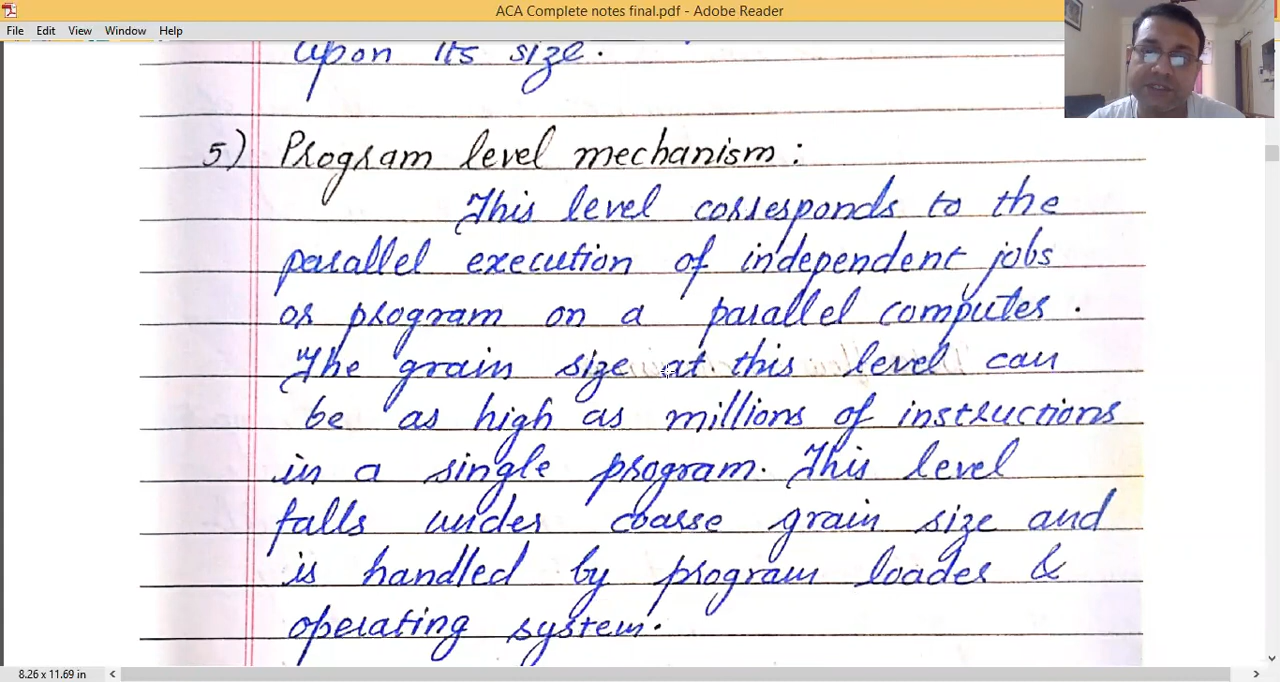 ACA Complete notes final.pdf - Adobe Reader
File Edit View Window Help
upon its size.
5) Program level mechanism :
This level corresponds to the
parallel execution of independent jobs
or program on a parallel computer.
The grain size at this level can
be as high as millions of instructions
in a single program. This level
falls under coarse grain size and
is handled by program loader &
operating system.
8.26 x 11.69 in